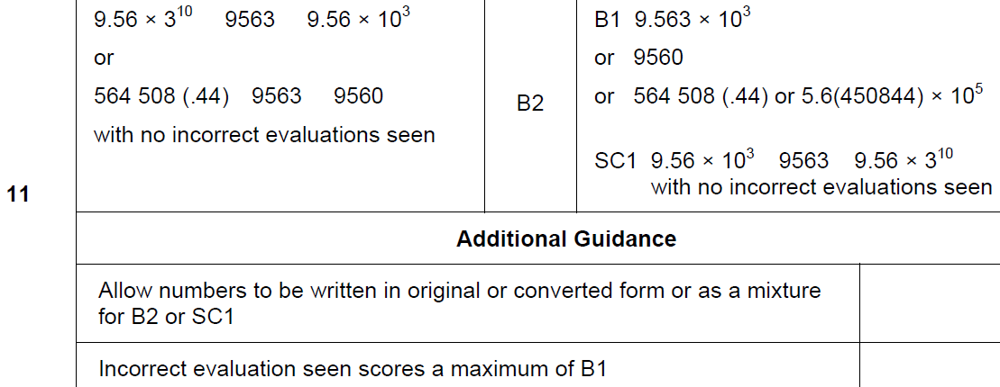 9.56 × 3¹⁰ 9563 9.56 × 10³
or
564 508 (.44) 9563 9560
with no incorrect evaluations seen
B2
B1 9.563 × 10³
or 9560
or 564 508 (.44) or 5.6(450844) × 10⁵
SC1 9.56 × 10³ 9563 9.56 × 3¹⁰
with no incorrect evaluations seen
11
Additional Guidance
Allow numbers to be written in original or converted form or as a mixture
for B2 or SC1
Incorrect evaluation seen scores a maximum of B1